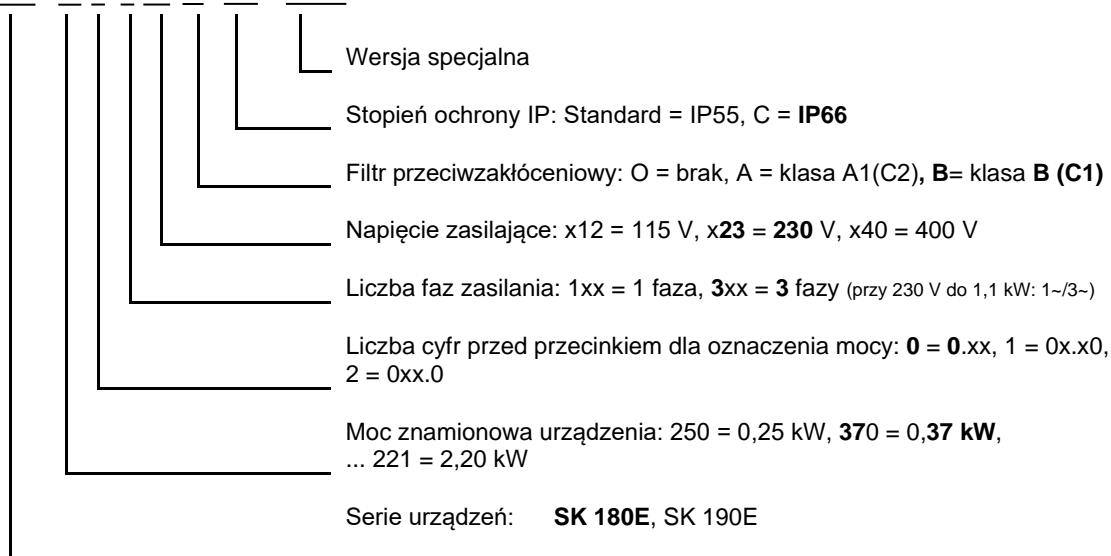 Wersja specjalna
Stopień ochrony IP: Standard = IP55, C = IP66
Filtr przeciwzakłóceniowy: O = brak, A = klasa A1(C2), B= klasa B (C1)
Napięcie zasilające: x12 = 115 V, x23 = 230 V, x40 = 400 V
Liczba faz zasilania: 1xx = 1 faza, 3xx = 3 fazy (przy 230 V do 1,1 kW: 1~/3~)
Liczba cyfr przed przecinkiem dla oznaczenia mocy: 0 = 0.xx, 1 = 0x.x0,
2 = 0xx.0
Moc znamionowa urządzenia: 250 = 0,25 kW, 370 = 0,37 kW,
... 221 = 2,20 kW
Serie urządzeń: SK 180E, SK 190E